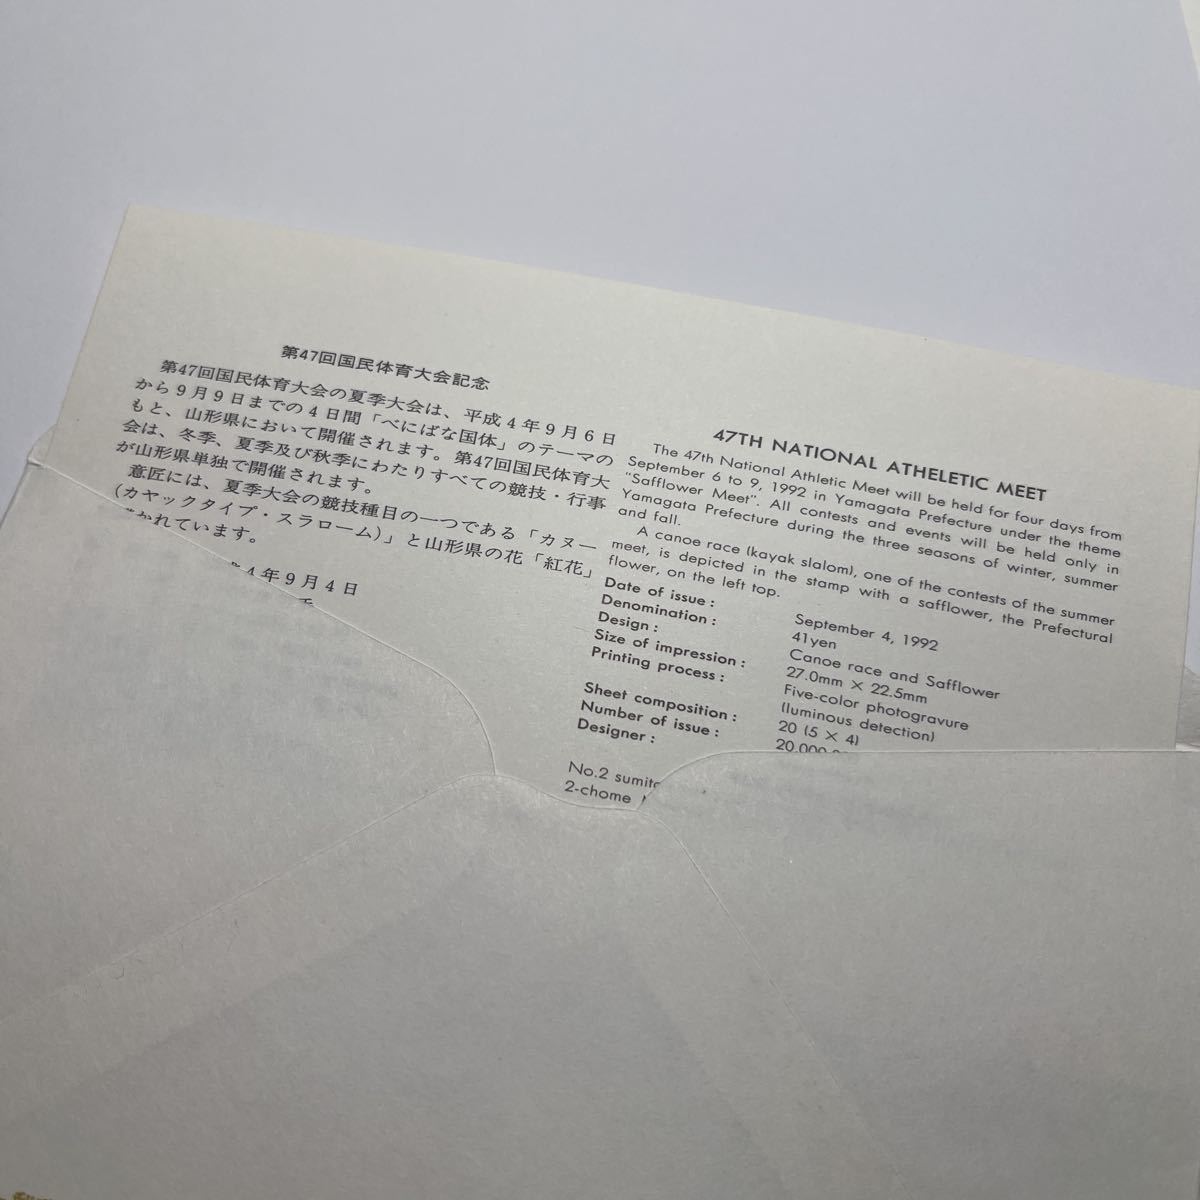 第47回国民体育大会記念
第47回国民体育大会の夏季大会は、平成4年9月6日
から9月9日までの4日間「べにばな国体」のテーマの
もと、山形県において開催されます。第47回国民体育大
会は、冬季、夏季及び秋季にわたりすべての競技・行事
が山形県単独で開催されます。
意匠には、夏季大会の競技種目の一つである「カヌー
(カヤックタイプ・スラローム)」と山形県の花「紅花」
かれています。
4年9月4日
47TH NATIONAL ATHELETIC MEET
The 47th National Athletic Meet will be held for four days from
September 6 to 9, 1992 in Yamagata Prefecture under the theme
"Safflower Meet". All contests and events will be held only in
Yamagata Prefecture during the three seasons of winter, summer
and fall.
A canoe race (kayak slalom), one of the contests of the summer
meet, is depicted in the stamp with a safflower, the Prefectural
flower, on the left top.
Date of issue : September 4, 1992
Denomination : 41yen
Design : Canoe race and Safflower
Size of impression : 27.0mm × 22.5mm
Printing process : Five-color photogravure
(luminous detection)
Sheet composition : 20 (5 × 4)
Number of issue : 20,000
Designer :
No.2
2-chome